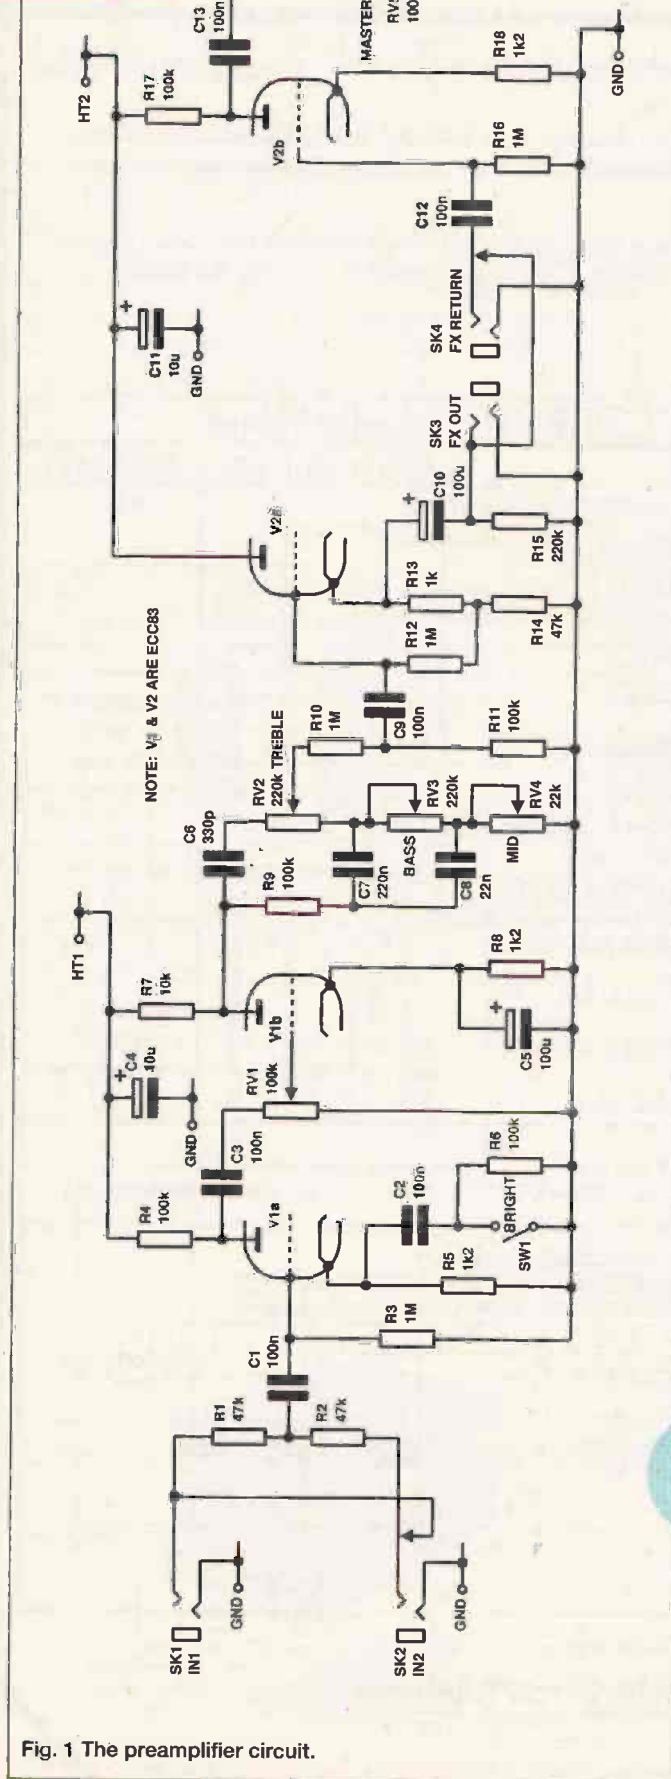 SK1
IN1
GND
SK2
IN2
GND
R1
47k
R2
47k
C1
100n
R3
1M
R4
100k
V1a
R5
1k2
C2
100n
BRIGHT
SW1
R6
100k
C3
100n
GND
C4
10u
RV1
100k
HT1
R7
10k
V1b
C5
100u
R8
1k2
R9
100k
C6
330p
RV2
220k TREBLE
C7
220n
BASS
RV3
220k
C8
22n
MID
RV4
22k
NOTE: V1 & V2 ARE ECC83
R10
1M
C9
100n
R11
100k
R12
1M
R13
1k
R14
47k
C10
100u
R15
220k
SK3
FX OUT
SK4
FX RETURN
C11
10u
GND
C12
100n
R16
1M
V2b
HT2
R17
100k
C13
100n
MASTER
R18
1k2
GND
Fig. 1 The preamplifier circuit.